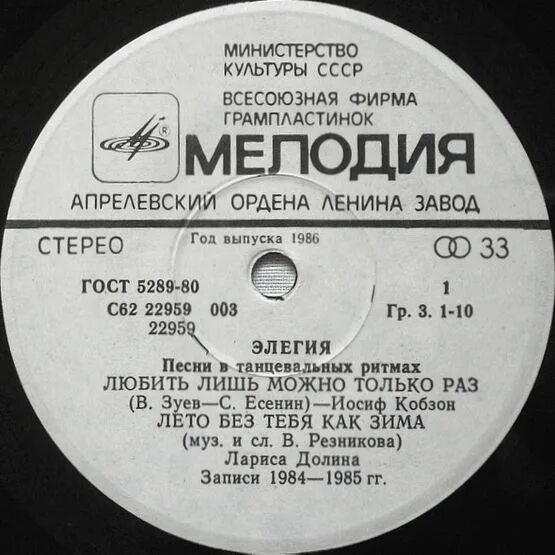 МИНИСТЕРСТВО
КУЛЬТУРЫ СССР
ВСЕСОЮЗНАЯ ФИРМА
ГРАМПЛАСТИНОК
®
МЕЛОДИЯ
АПРЕЛЕВСКИЙ ОРДЕНА ЛЕНИНА ЗАВОД
СТЕРЕО Год выпуска 1986 33
ГОСТ 5289-80 1
С62 22959 003 Гр. 3. 1-10
22959
ЭЛЕГИЯ
Песни в танцевальных ритмах
ЛЮБИТЬ ЛИШЬ МОЖНО ТОЛЬКО РАЗ
(В. Зуев—С. Есенин)—Иосиф Кобзон
ЛЕТО БЕЗ ТЕБЯ КАК ЗИМА
(муз. и сл. В. Резникова)
Лариса Долина
Записи 1984—1985 гг.